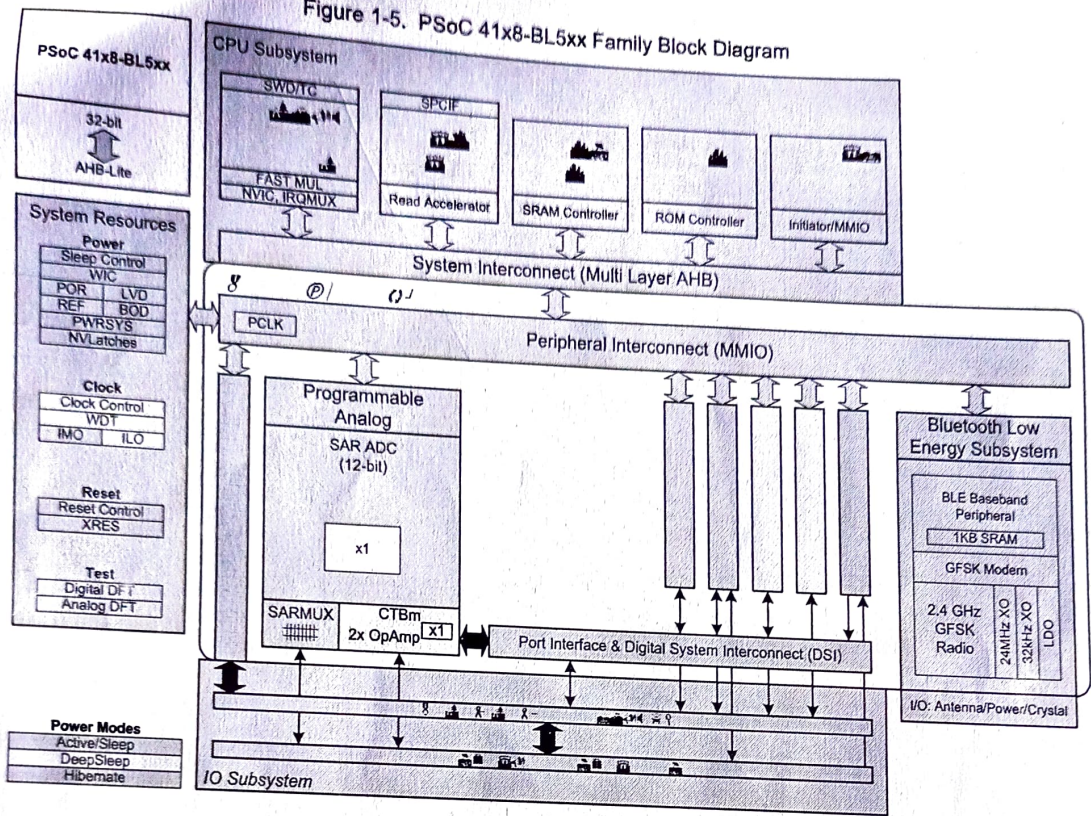 Figure 1-5. PSoC 41x8-BL5xx Family Block Diagram
PSoC 41x8-BL5xx
32-bit
AHB-Lite
CPU Subsystem
SWD/TC
FAST MUL
NVIC, IRQMUX
SPCIF
Read Accelerator
SRAM Controller
ROM Controller
Initiator/MMIO
System Interconnect (Multi Layer AHB)
System Resources
Power
Sleep Control
WIC
POR
LVD
REF
BOD
PWRSYS
NVLatches
Clock
Clock Control
WDT
IMO
ILO
Reset
Reset Control
XRES
Test
Digital DFT
Analog DFT
PCLK
Peripheral Interconnect (MMIO)
Programmable
Analog
SAR ADC
(12-bit)
x1
SARMUX
CTBm
2x OpAmp
x1
Port Interface & Digital System Interconnect (DSI)
Bluetooth Low
Energy Subsystem
BLE Baseband
Peripheral
1KB SRAM
GFSK Modem
2.4 GHz
GFSK
Radio
24MHz XO
32kHz XO
LDO
I/O: Antenna/Power/Crystal
Power Modes
Active/Sleep
DeepSleep
Hibernate
IO Subsystem